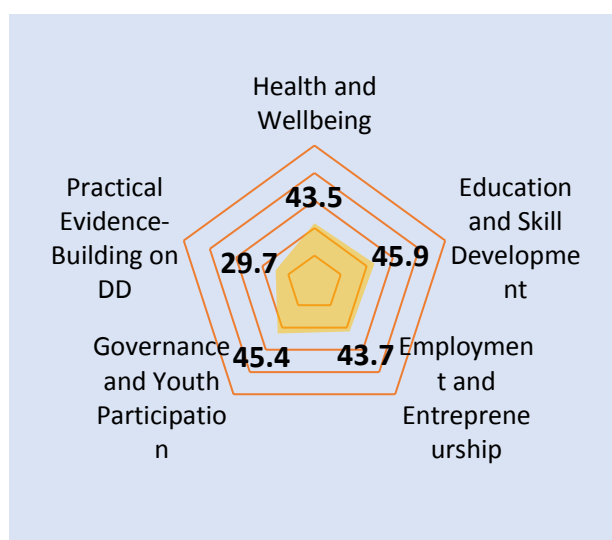 Health and
Wellbeing
43.5
Education
and Skill
Developme
nt
45.9
Employmen
t and
Entreprene
urship
43.7
Governance
and Youth
Participatio
n
45.4
Practical
Evidence-
Building on
DD
29.7